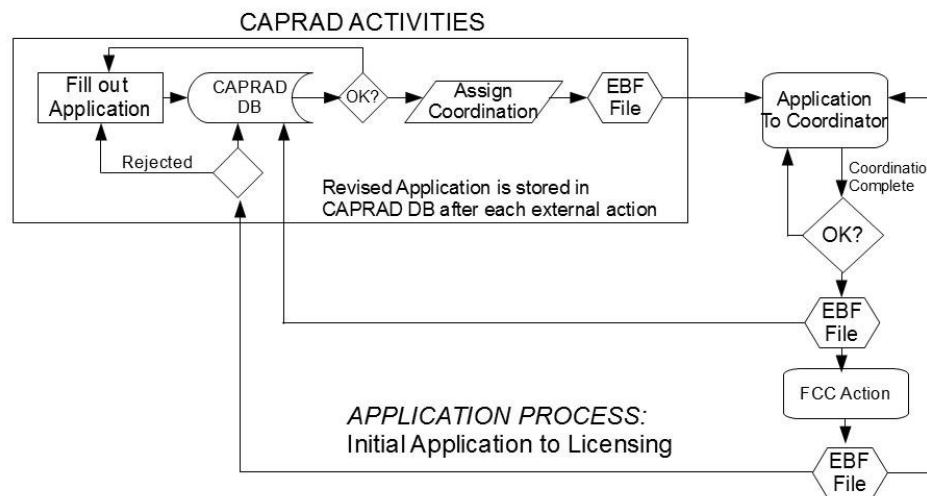 CAPRAD ACTIVITIES
Fill out
Application
CAPRAD
DB
OK?
Assign
Coordination
EBF
File
Application
To Coordinator
Rejected
Coordinatio
Complete
Revised Application is stored in
CAPRAD DB after each external action
OK?
EBF
File
FCC Action
APPLICATION PROCESS:
Initial Application to Licensing
EBF
File